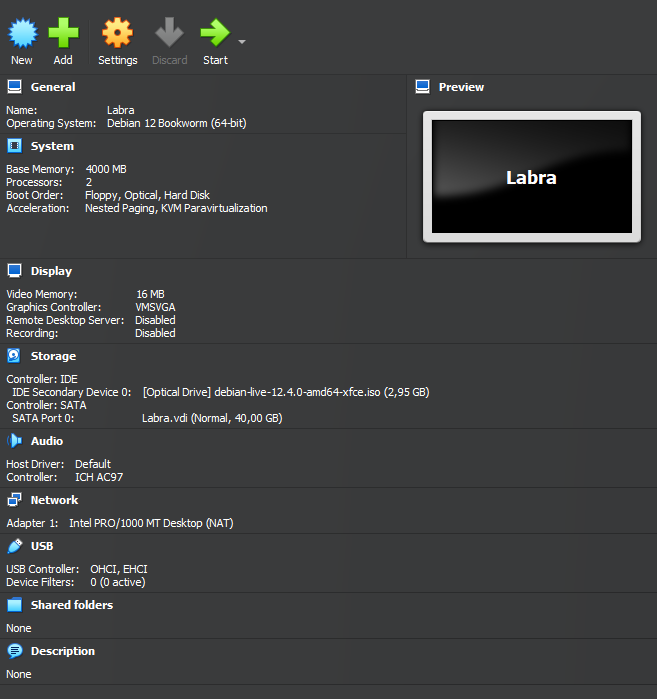 New Add Settings Discard Start
General
Name: Labra
Operating System: Debian 12 Bookworm (64-bit)
Preview
Labra
System
Base Memory: 4000 MB
Processors: 2
Boot Order: Floppy, Optical, Hard Disk
Acceleration: Nested Paging, KVM Paravirtualization
Display
Video Memory: 16 MB
Graphics Controller: VMSVGA
Remote Desktop Server: Disabled
Recording: Disabled
Storage
Controller: IDE
IDE Secondary Device 0: [Optical Drive] debian-live-12.4.0-amd64-xfce.iso (2,95 GB)
Controller: SATA
SATA Port 0: Labra.vdi (Normal, 40,00 GB)
Audio
Host Driver: Default
Controller: ICH AC97
Network
Adapter 1: Intel PRO/1000 MT Desktop (NAT)
USB
USB Controller: OHCI, EHCI
Device Filters: 0 (0 active)
Shared folders
None
Description
None